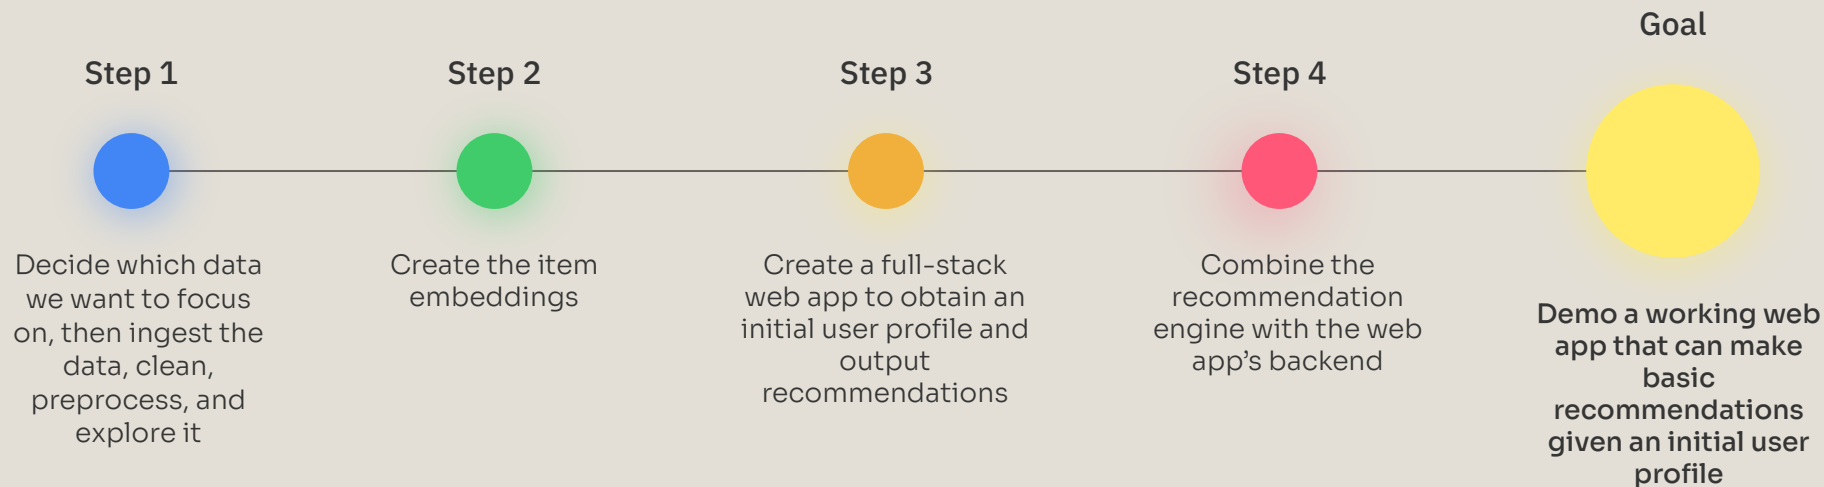 Step 1
Decide which data
we want to focus
on, then ingest the
data, clean,
preprocess, and
explore it
Step 2
Create the item
embeddings
Step 3
Create a full-stack
web app to obtain an
initial user profile and
output
recommendations
Step 4
Combine the
recommendation
engine with the web
app’s backend
Goal
Demo a working web
app that can make
basic
recommendations
given an initial user
profile